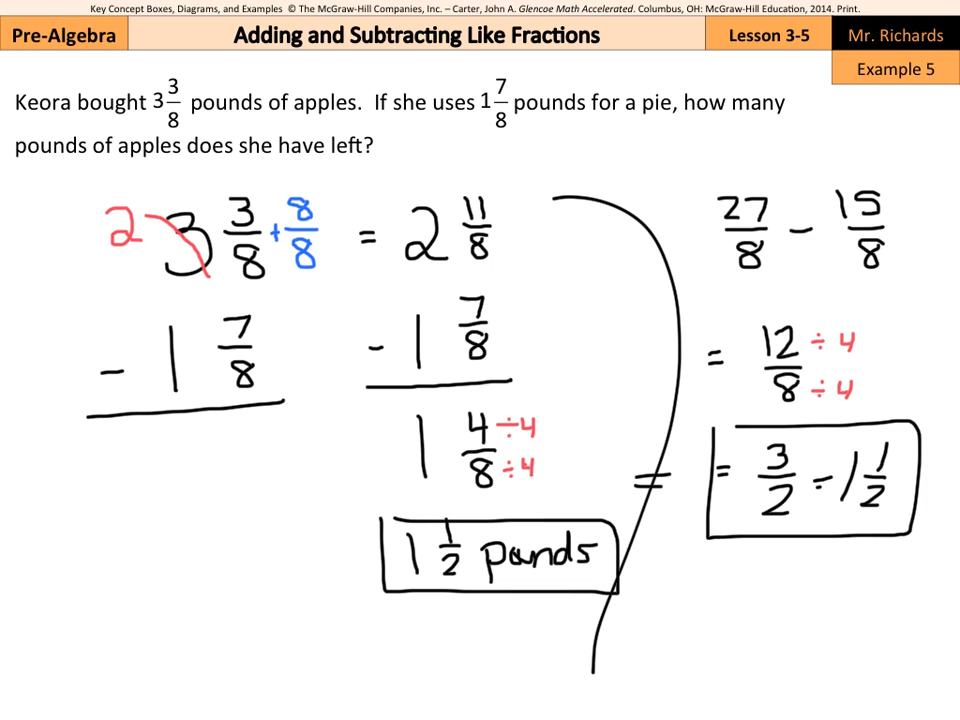 Key Concept Boxes, Diagrams, and Examples © The McGraw-Hill Companies, Inc. – Carter, John A. Glencoe Math Accelerated. Columbus, OH: McGraw-Hill Education, 2014. Print.
Pre-Algebra Adding and Subtracting Like Fractions Lesson 3-5 Mr. Richards
Example 5
Keora bought 3 3/8 pounds of apples. If she uses 1 7/8 pounds for a pie, how many
pounds of apples does she have left?
2 3 3/8 + 8/8 = 2 11/8
- 1 7/8
- 1 7/8
1 4/8 ÷4 ÷4
1 1/2 pounds
=
27/8 - 15/8
= 12/8 ÷ 4 ÷ 4
= 3/2 = 1 1/2